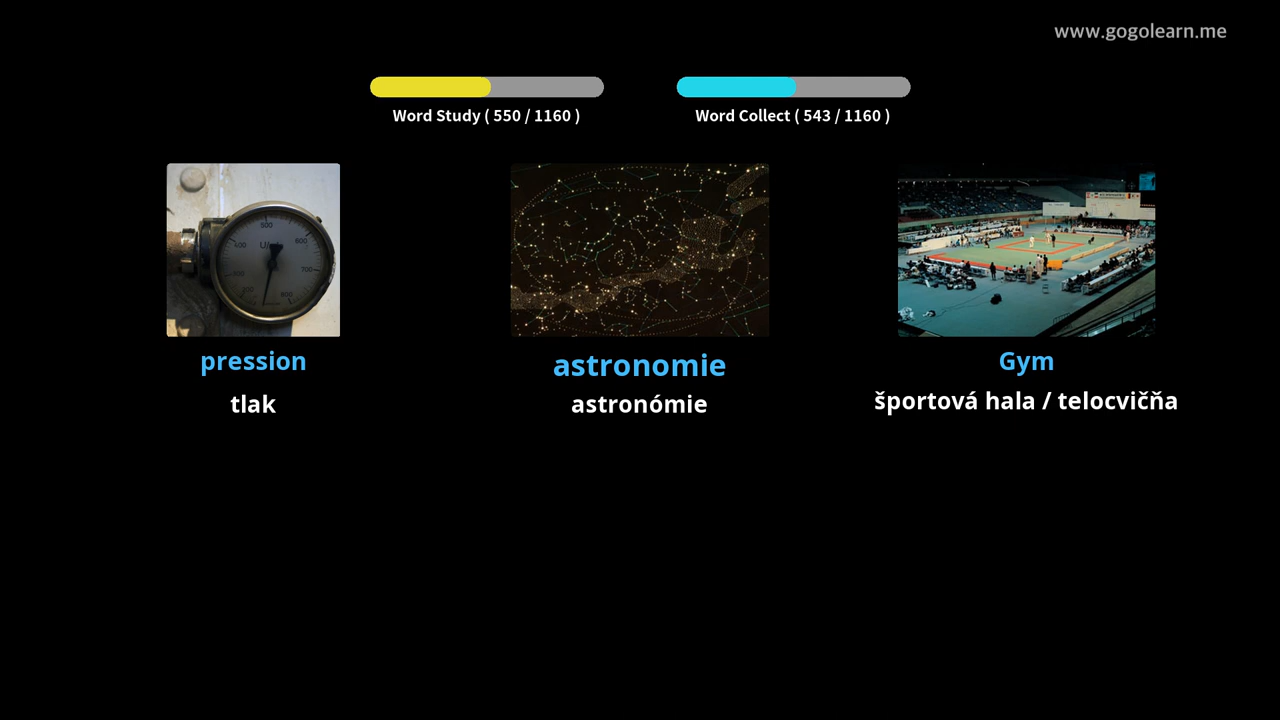 www.gogolearn.me
Word Study ( 550 / 1160 )
Word Collect ( 543 / 1160 )
pression
astronomie
Gym
tlak
astronómie
športová hala / telocvičňa